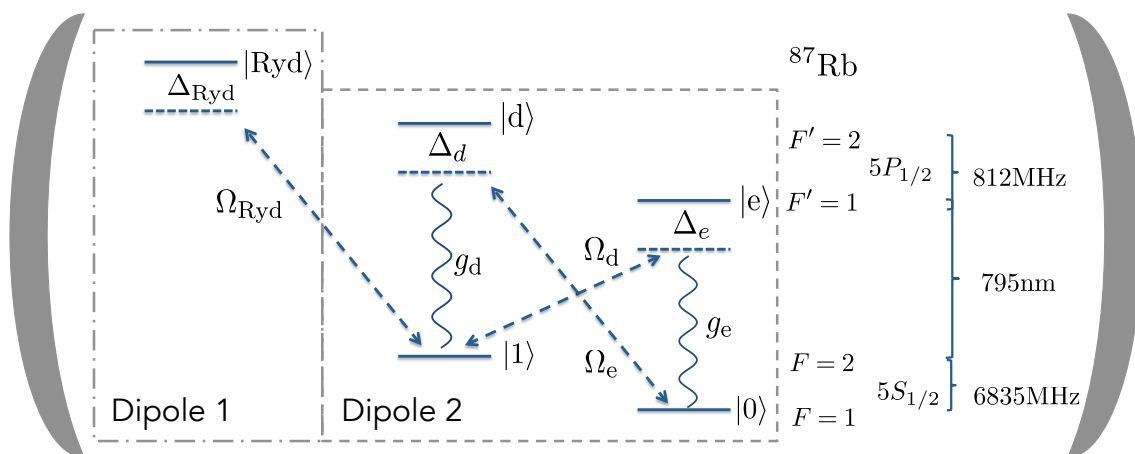 |Ryd⟩
Δ_Ryd
Ω_Ryd
Dipole 1
|d⟩
Δ_d
g_d
|1⟩
Dipole 2
Ω_d
Ω_e
|e⟩
Δ_e
g_e
|0⟩
⁸⁷Rb
F′ = 2
5P_{1/2}
812MHz
F′ = 1
795nm
F = 2
5S_{1/2}
6835MHz
F = 1